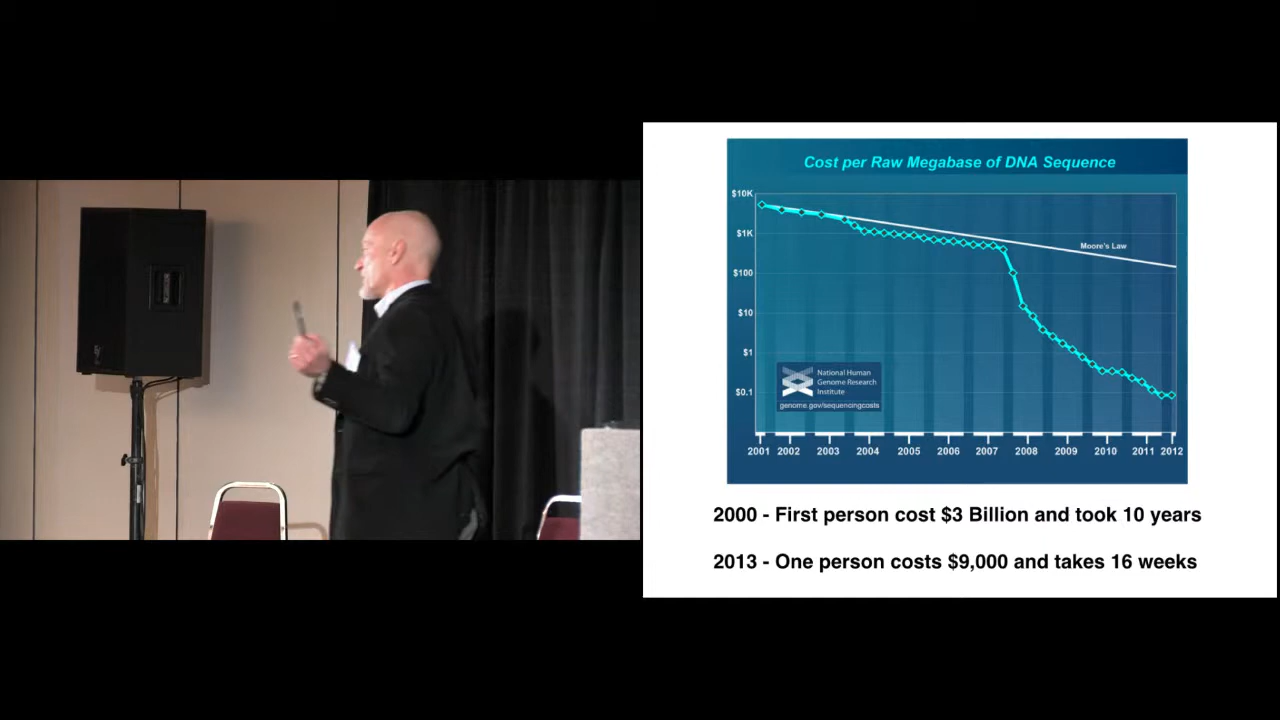 Cost per Raw Megabase of DNA Sequence
$10K
$1K
$100
$10
$1
$0.1
Moore's Law
National Human
Genome Research
Institute
genome.gov/sequencingcosts
2001 2002 2003 2004 2005 2006 2007 2008 2009 2010 2011 2012
2000 - First person cost $3 Billion and took 10 years
2013 - One person costs $9,000 and takes 16 weeks